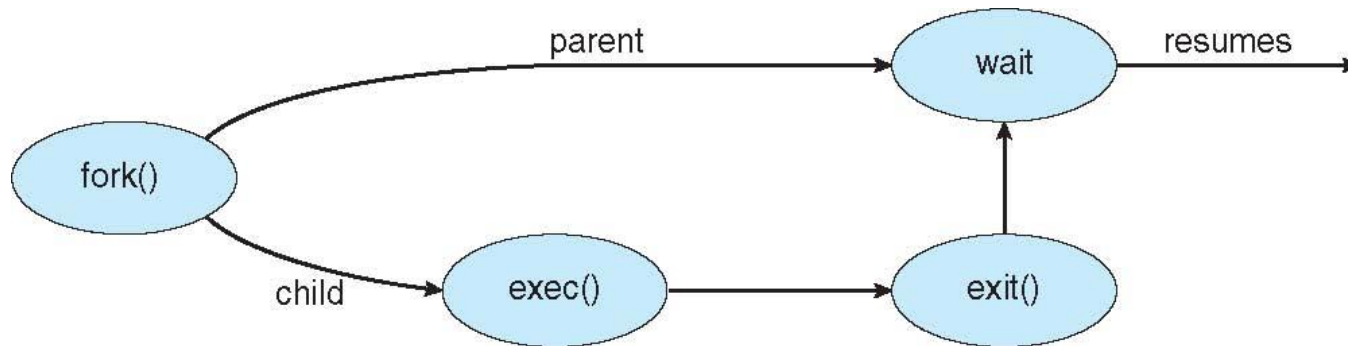 parent
wait
resumes
fork()
child
exec()
exit()